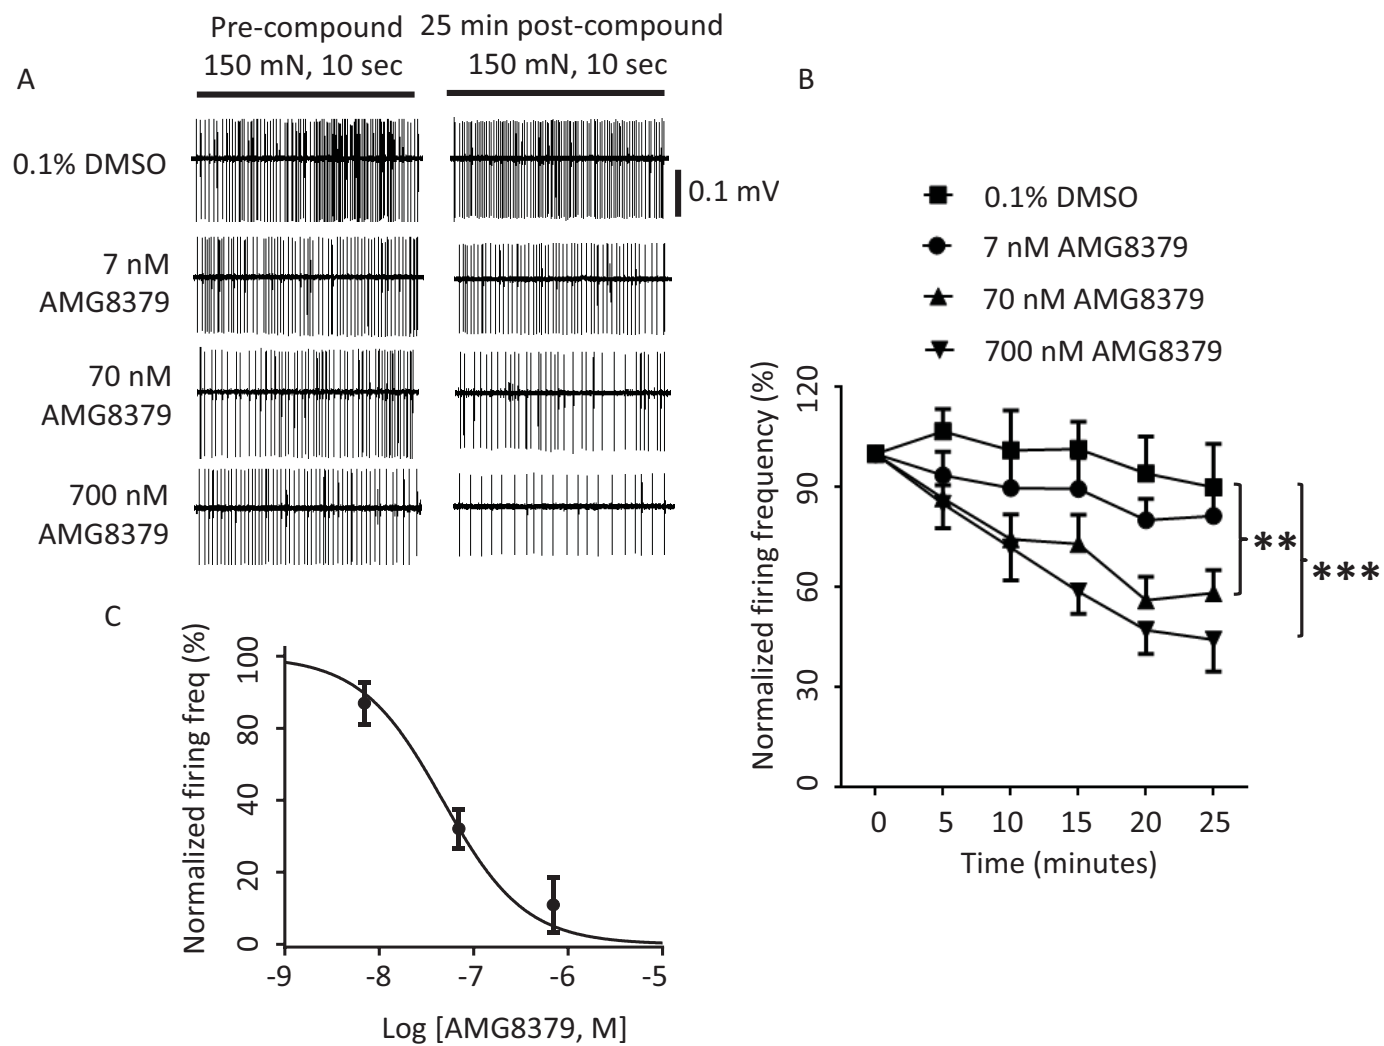 Pre-compound
150 mN, 10 sec
25 min post-compound
150 mN, 10 sec
A
0.1% DMSO
0.1 mV
7 nM
AMG8379
70 nM
AMG8379
700 nM
AMG8379
B
0.1% DMSO
7 nM AMG8379
70 nM AMG8379
700 nM AMG8379
Normalized firing frequency (%)
120
90
60
30
0
0 5 10 15 20 25
Time (minutes)
**
***
C
Normalized firing freq (%)
100
80
40
20
0
-9 -8 -7 -6 -5
Log [AMG8379, M]